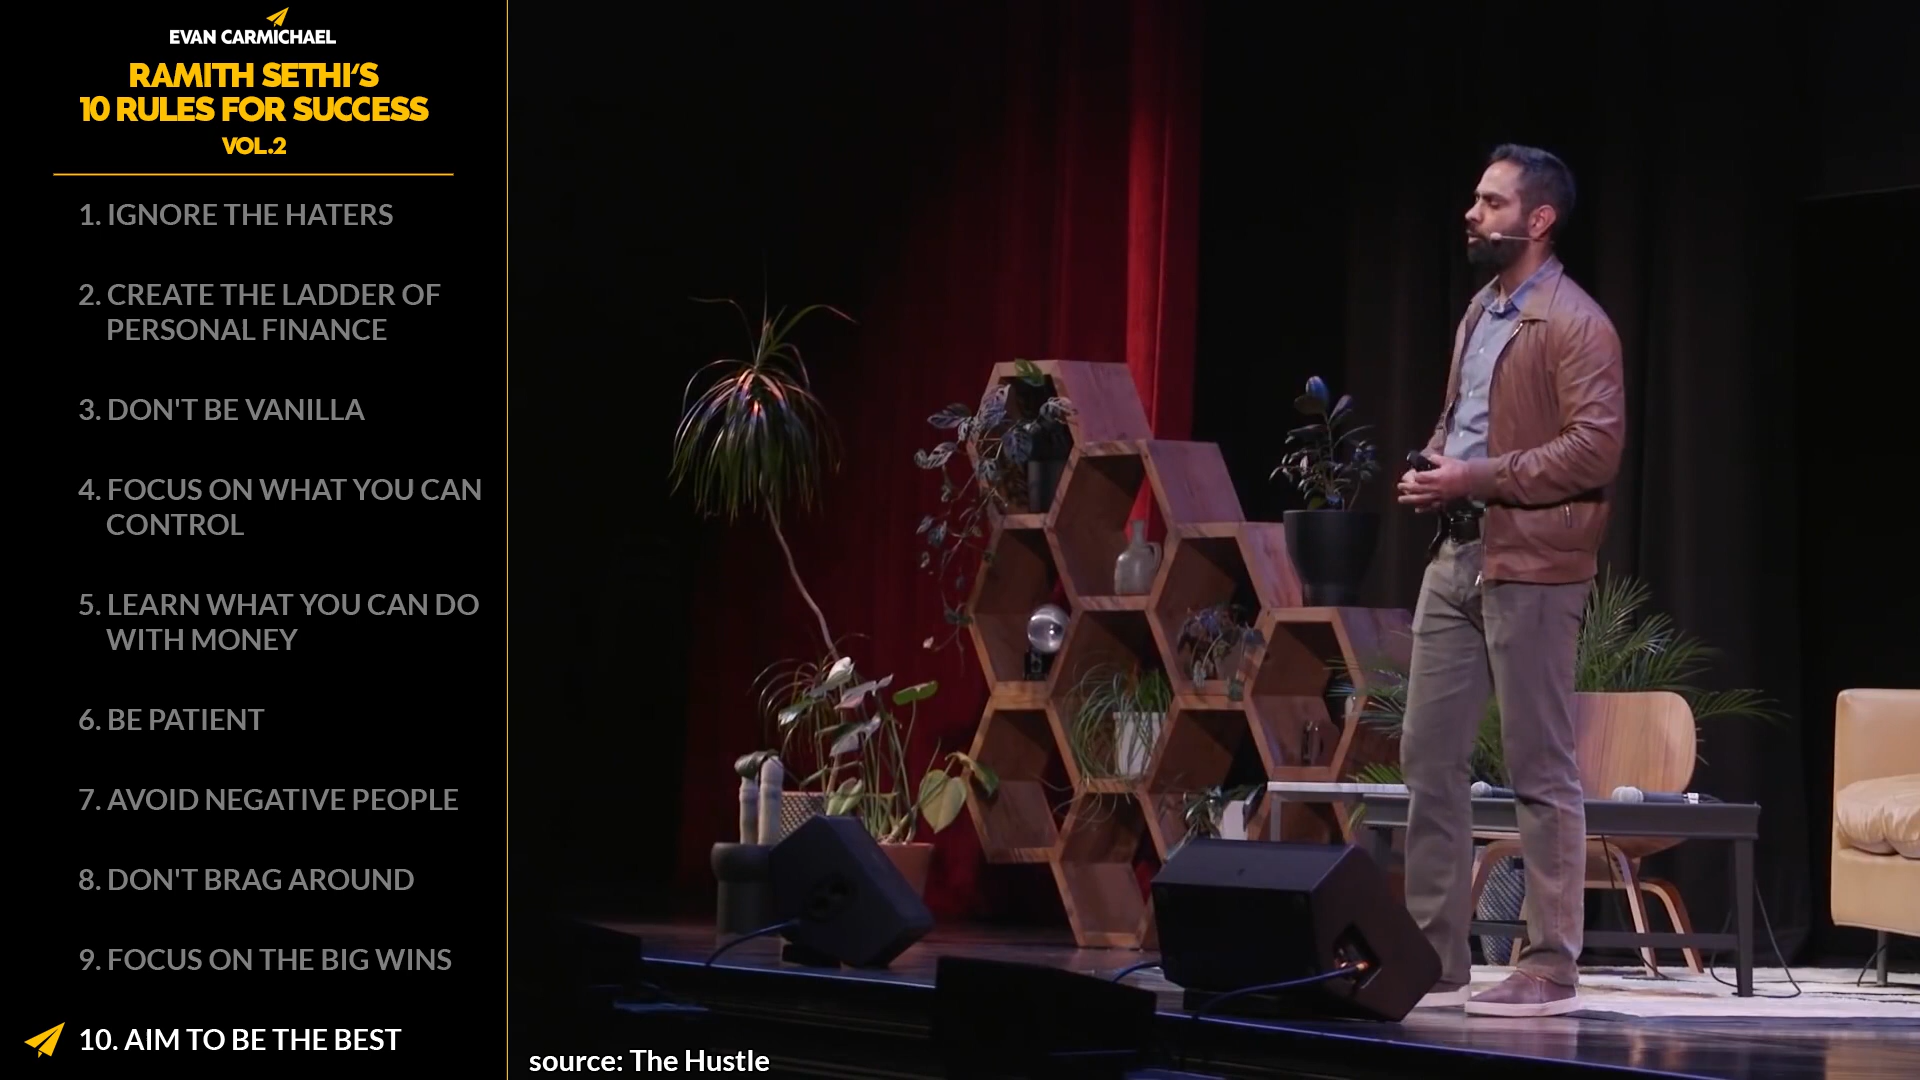 EVAN CARMICHAEL
RAMITH SETHI'S
10 RULES FOR SUCCESS
VOL.2
1. IGNORE THE HATERS
2. CREATE THE LADDER OF
PERSONAL FINANCE
3. DON'T BE VANILLA
4. FOCUS ON WHAT YOU CAN
CONTROL
5. LEARN WHAT YOU CAN DO
WITH MONEY
6. BE PATIENT
7. AVOID NEGATIVE PEOPLE
8. DON'T BRAG AROUND
9. FOCUS ON THE BIG WINS
10. AIM TO BE THE BEST
source: The Hustle